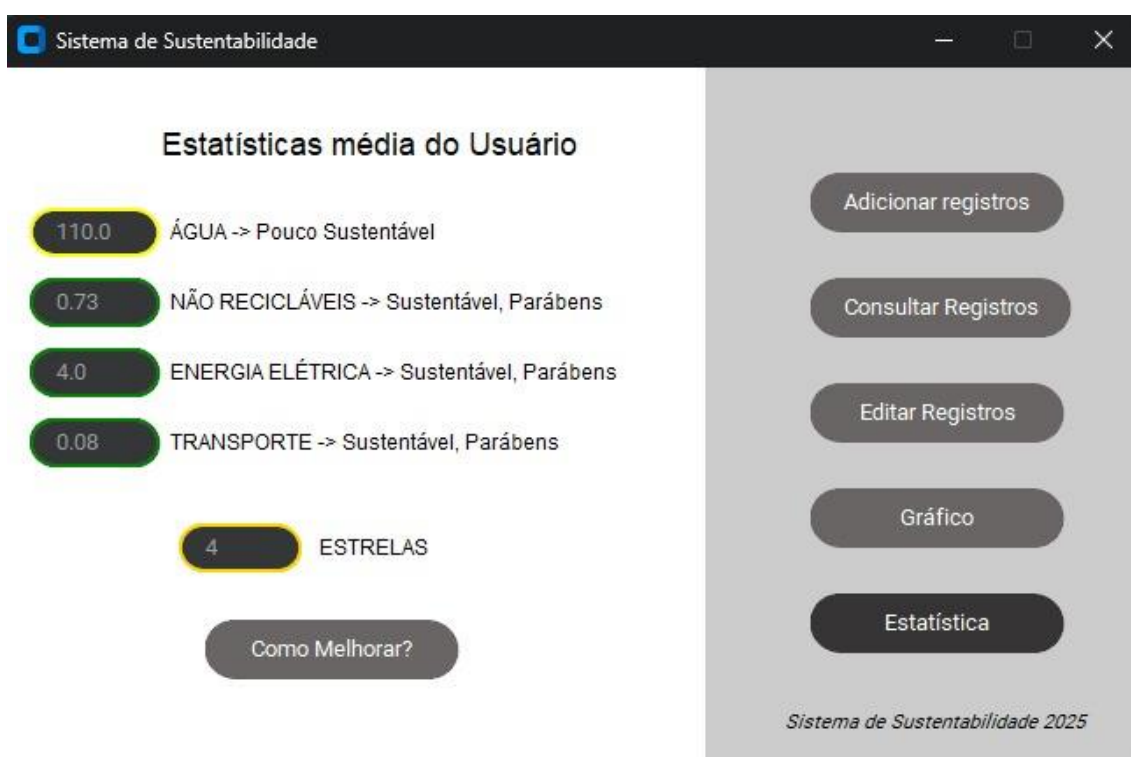 Sistema de Sustentabilidade
Estatísticas média do Usuário
110.0 ÁGUA -> Pouco Sustentável
0.73 NÃO RECICLÁVEIS -> Sustentável, Parábens
4.0 ENERGIA ELÉTRICA -> Sustentável, Parábens
0.08 TRANSPORTE -> Sustentável, Parábens
4 ESTRELAS
Como Melhorar?
Adicionar registros
Consultar Registros
Editar Registros
Gráfico
Estatística
Sistema de Sustentabilidade 2025